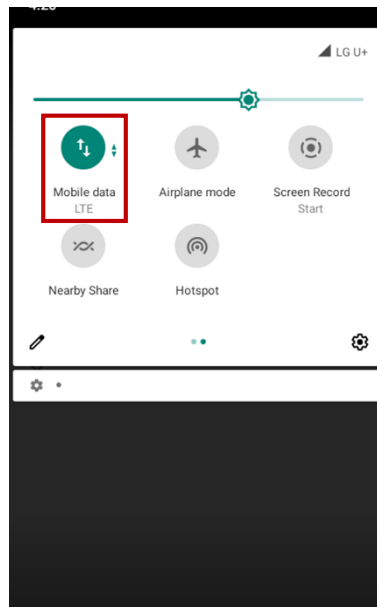 LG U+
Mobile data
LTE
Airplane mode
Screen Record
Start
Nearby Share
Hotspot